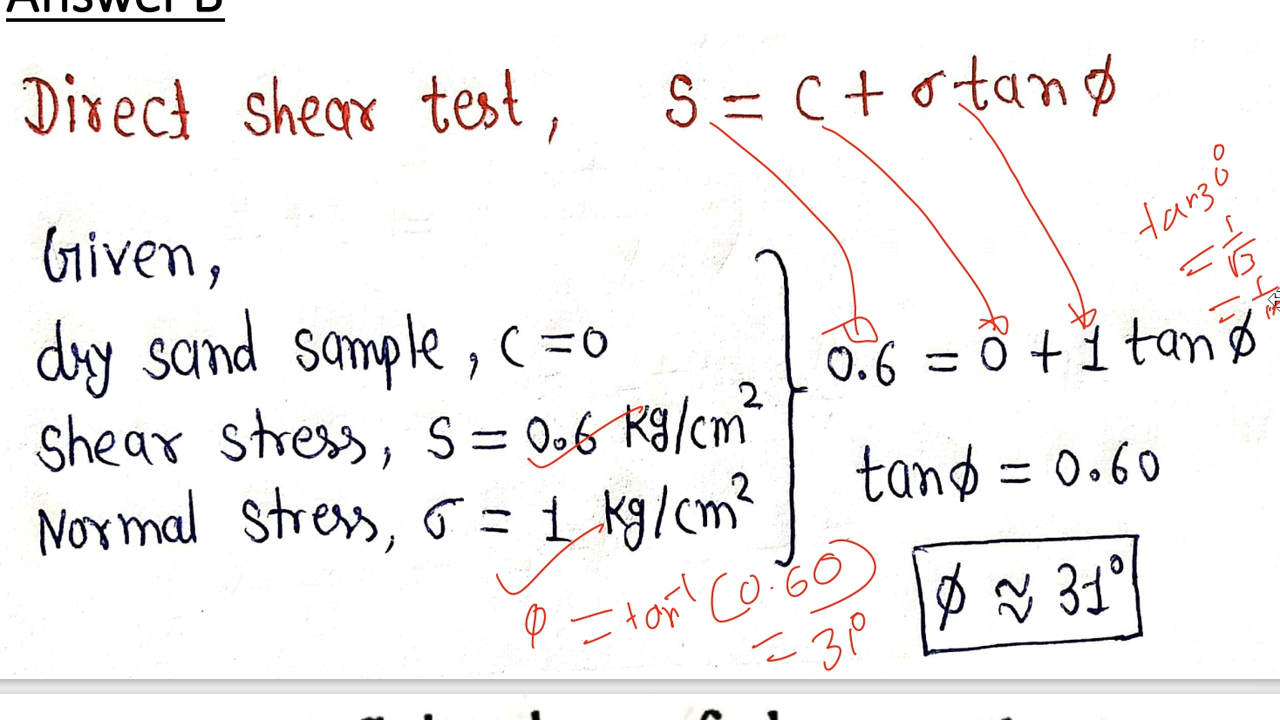 Answer B
Direct shear test, S = C + σ tan ϕ
Given,
dry sand sample, C = 0
Shear stress, S = 0.6 kg/cm²
Normal stress, σ = 1 kg/cm²
0.6 = 0 + 1 tan ϕ
tan ϕ = 0.60
ϕ ≈ 31°
ϕ = tan⁻¹ (0.60)
= 31°
tan 30°
= 1/√3